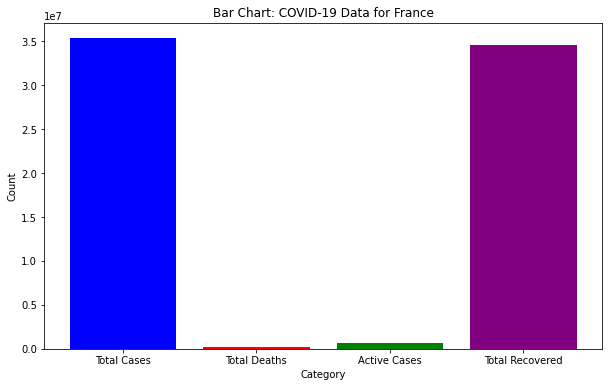 Bar Chart: COVID-19 Data for France
1e7
3.5
3.0
2.5
2.0
1.5
1.0
0.5
0.0
Count
Total Cases Total Deaths Active Cases Total Recovered
Category